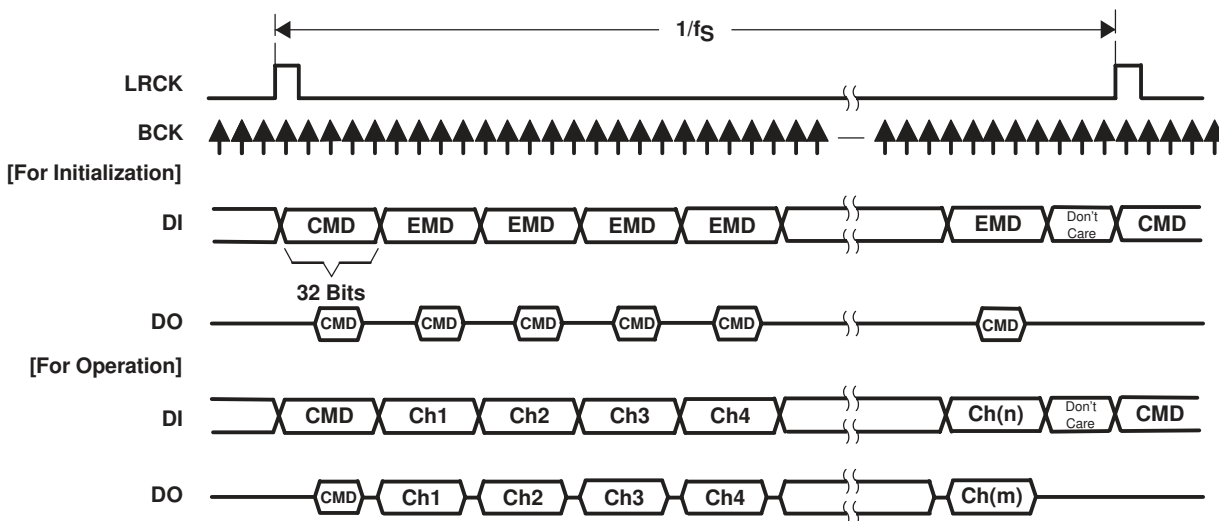 1/fS
LRCK
BCK
[For Initialization]
DI CMD EMD EMD EMD EMD EMD Don't Care CMD
32 Bits
DO CMD CMD CMD CMD CMD CMD
[For Operation]
DI CMD Ch1 Ch2 Ch3 Ch4 Ch(n) Don't Care CMD
DO CMD Ch1 Ch2 Ch3 Ch4 Ch(m)